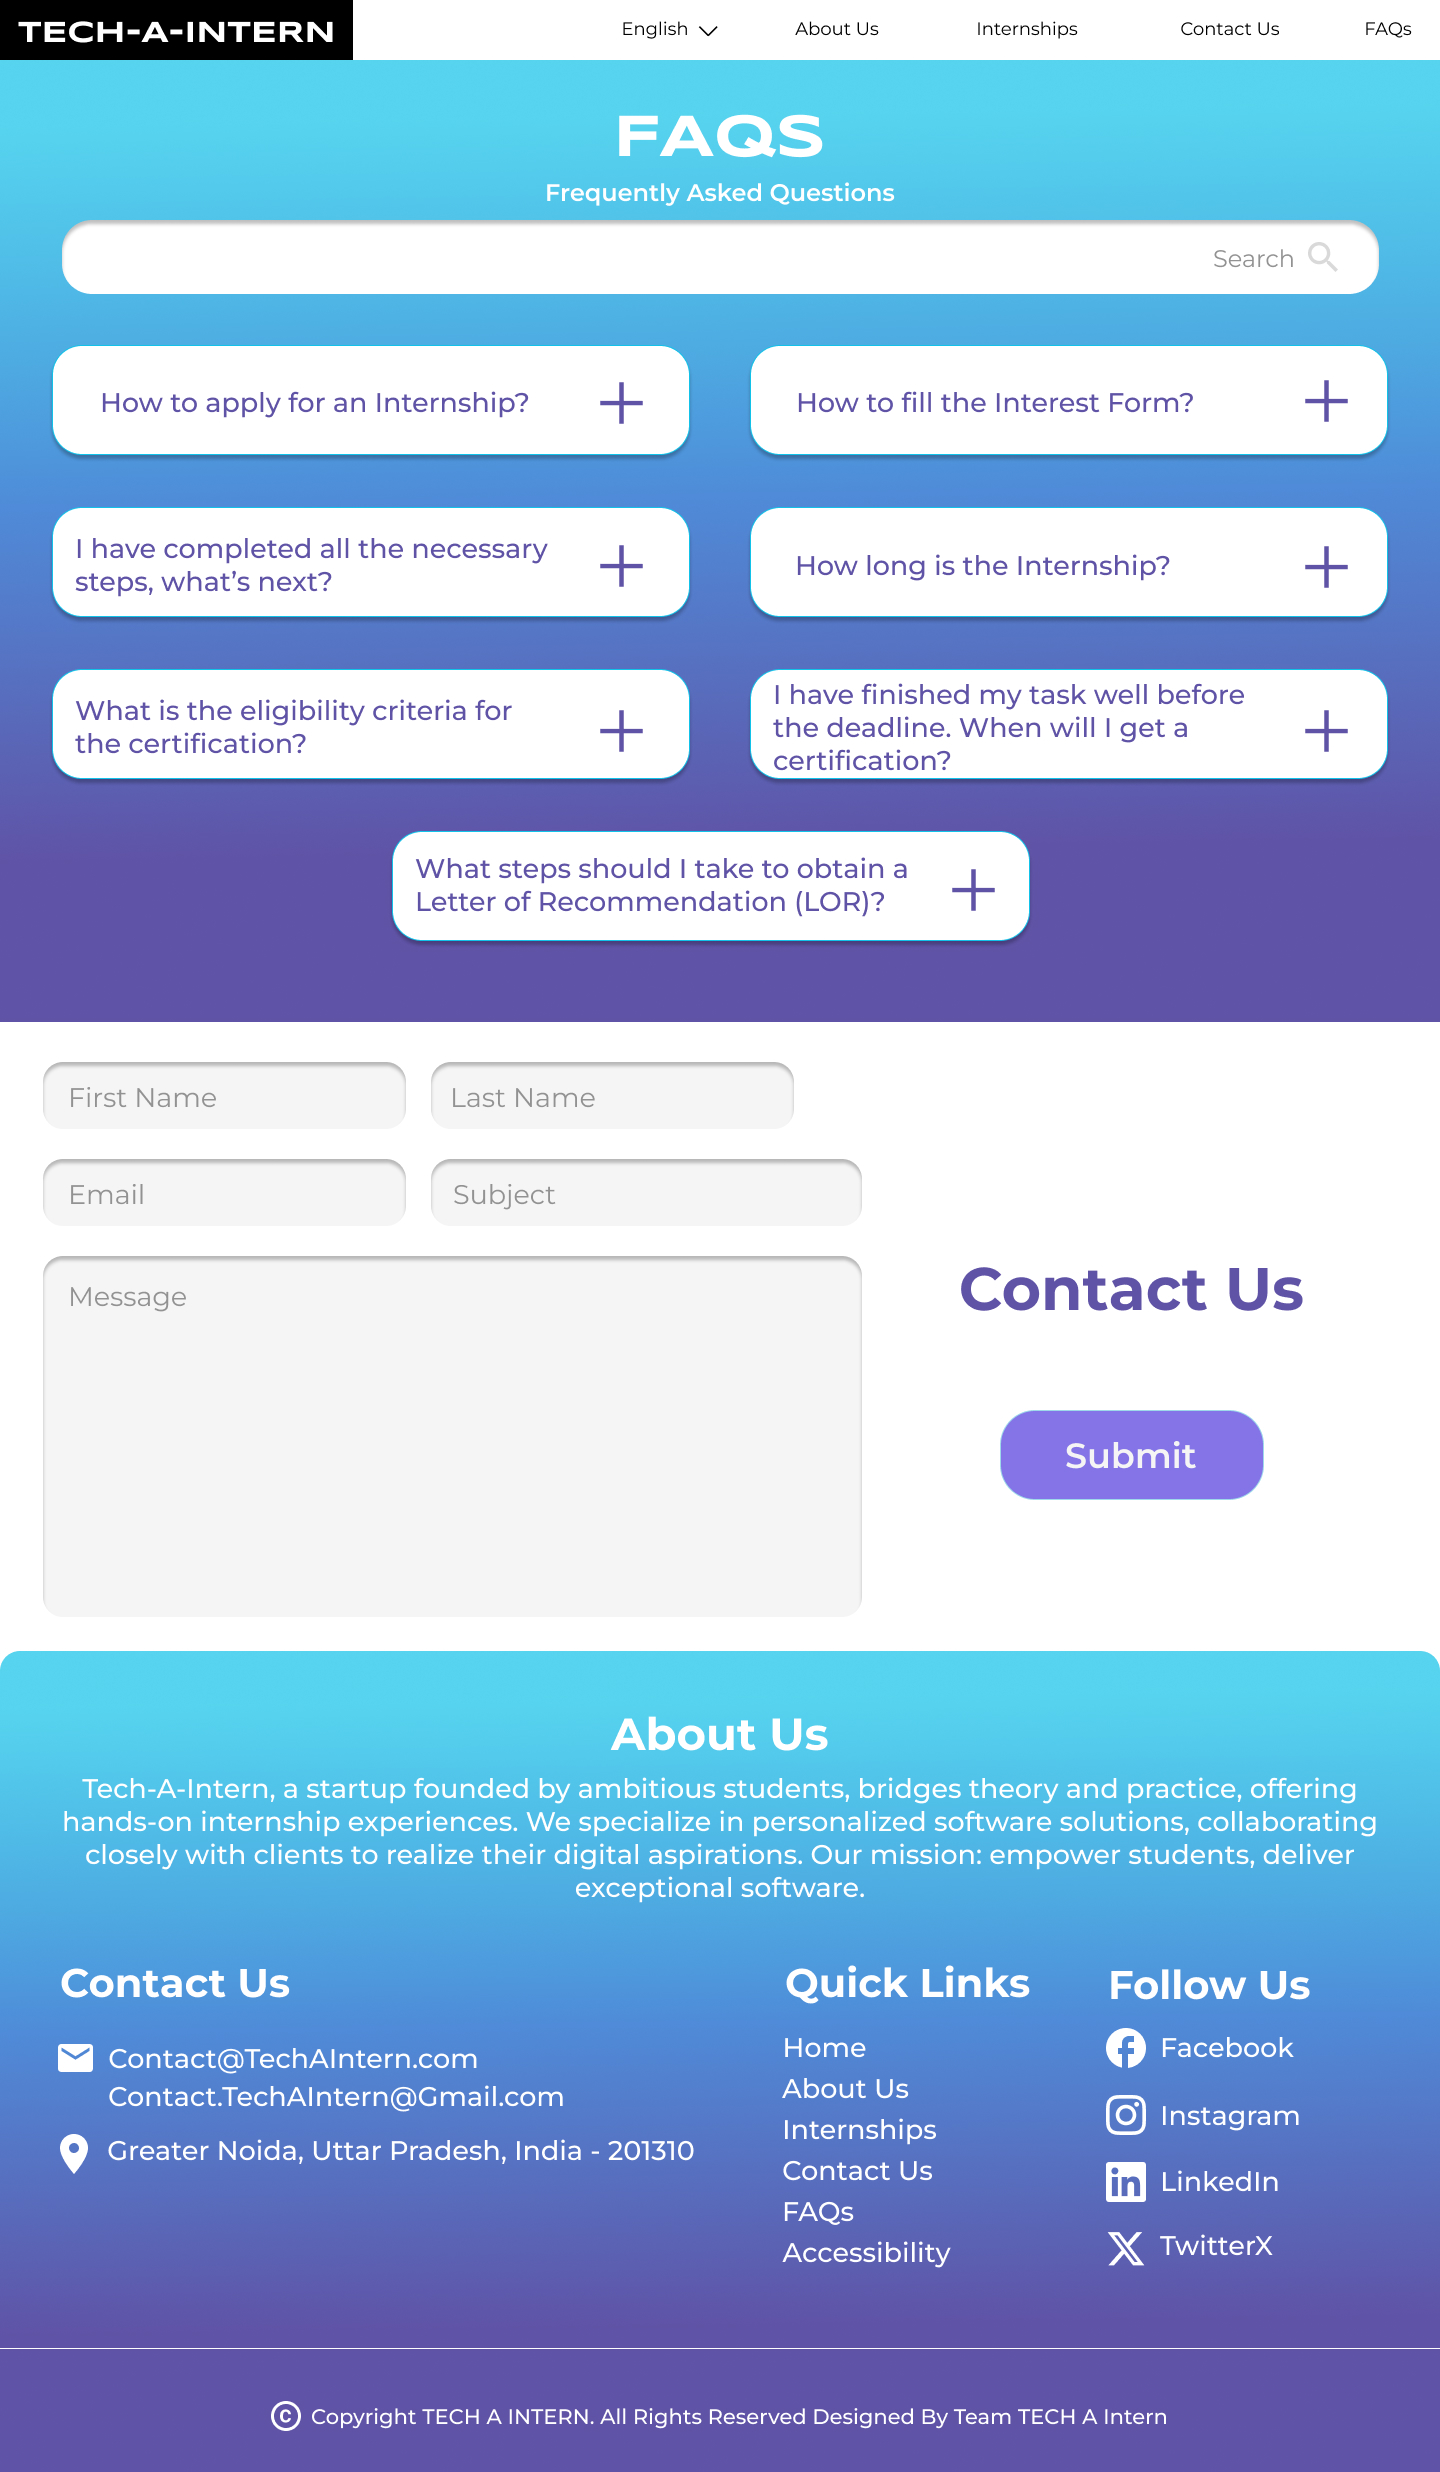 TECH-A-INTERN
English
About Us
Internships
Contact Us
FAQs
FAQS
Frequently Asked Questions
Search
How to apply for an Internship?
How to fill the Interest Form?
I have completed all the necessary
steps, what’s next?
How long is the Internship?
What is the eligibility criteria for
the certification?
I have finished my task well before
the deadline. When will I get a
certification?
What steps should I take to obtain a
Letter of Recommendation (LOR)?
First Name
Last Name
Email
Subject
Message
Contact Us
Submit
About Us
Tech-A-Intern, a startup founded by ambitious students, bridges theory and practice, offering
hands-on internship experiences. We specialize in personalized software solutions, collaborating
closely with clients to realize their digital aspirations. Our mission: empower students, deliver
exceptional software.
Contact Us
Contact@TechAIntern.com
Contact.TechAIntern@Gmail.com
Greater Noida, Uttar Pradesh, India - 201310
Quick Links
Home
About Us
Internships
Contact Us
FAQs
Accessibility
Follow Us
Facebook
Instagram
LinkedIn
TwitterX
© Copyright TECH A INTERN. All Rights Reserved Designed By Team TECH A Intern